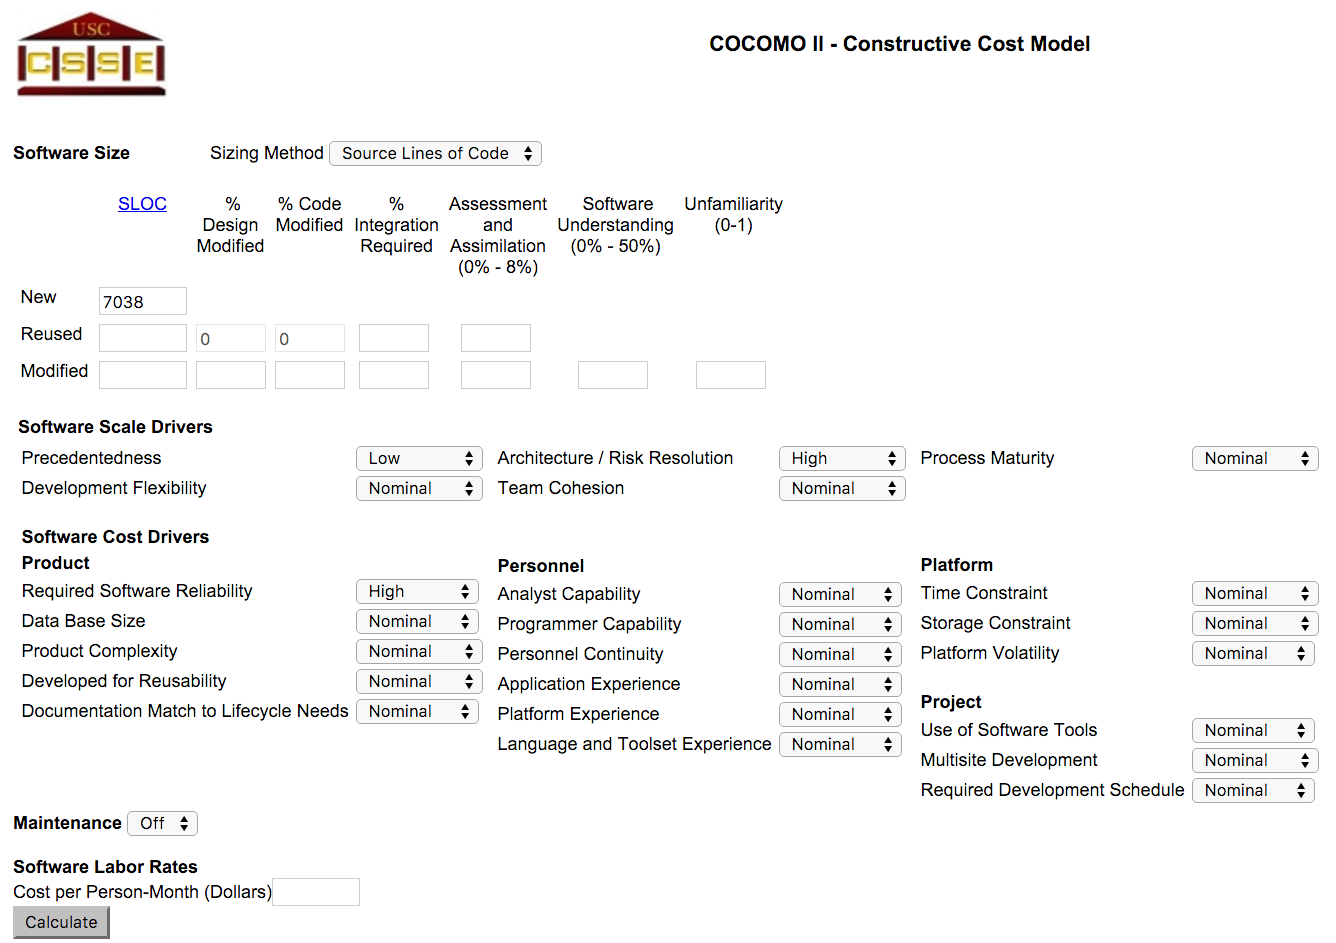 USC
CSSE
COCOMO II - Constructive Cost Model
Software Size Sizing Method Source Lines of Code
SLOC % Design Modified % Code Modified % Integration Required Assessment and Assimilation (0% - 8%) Software Understanding (0% - 50%) Unfamiliarity (0-1)
New 7038
Reused 0 0
Modified
Software Scale Drivers
Precedentedness Low Architecture / Risk Resolution High Process Maturity Nominal
Development Flexibility Nominal Team Cohesion Nominal
Software Cost Drivers
Product
Required Software Reliability High
Data Base Size Nominal
Product Complexity Nominal
Developed for Reusability Nominal
Documentation Match to Lifecycle Needs Nominal
Personnel
Analyst Capability Nominal
Programmer Capability Nominal
Personnel Continuity Nominal
Application Experience Nominal
Platform Experience Nominal
Language and Toolset Experience Nominal
Platform
Time Constraint Nominal
Storage Constraint Nominal
Platform Volatility Nominal
Project
Use of Software Tools Nominal
Multisite Development Nominal
Required Development Schedule Nominal
Maintenance Off
Software Labor Rates
Cost per Person-Month (Dollars)
Calculate